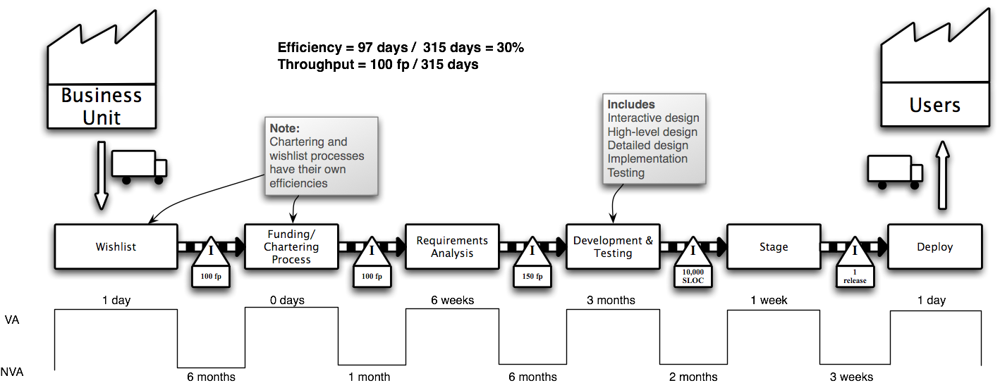 Efficiency = 97 days / 315 days = 30%
Throughput = 100 fp / 315 days
Business
Unit
Users
Note:
Chartering and
wishlist processes
have their own
efficiencies
Includes
Interactive design
High-level design
Detailed design
Implementation
Testing
Wishlist
I
100 fp
Funding/
Chartering
Process
I
100 fp
Requirements
Analysis
I
150 fp
Development &
Testing
I
10,000
SLOC
Stage
I
1
release
Deploy
VA
1 day
0 days
6 weeks
3 months
1 week
1 day
NVA
6 months
1 month
6 months
2 months
3 weeks